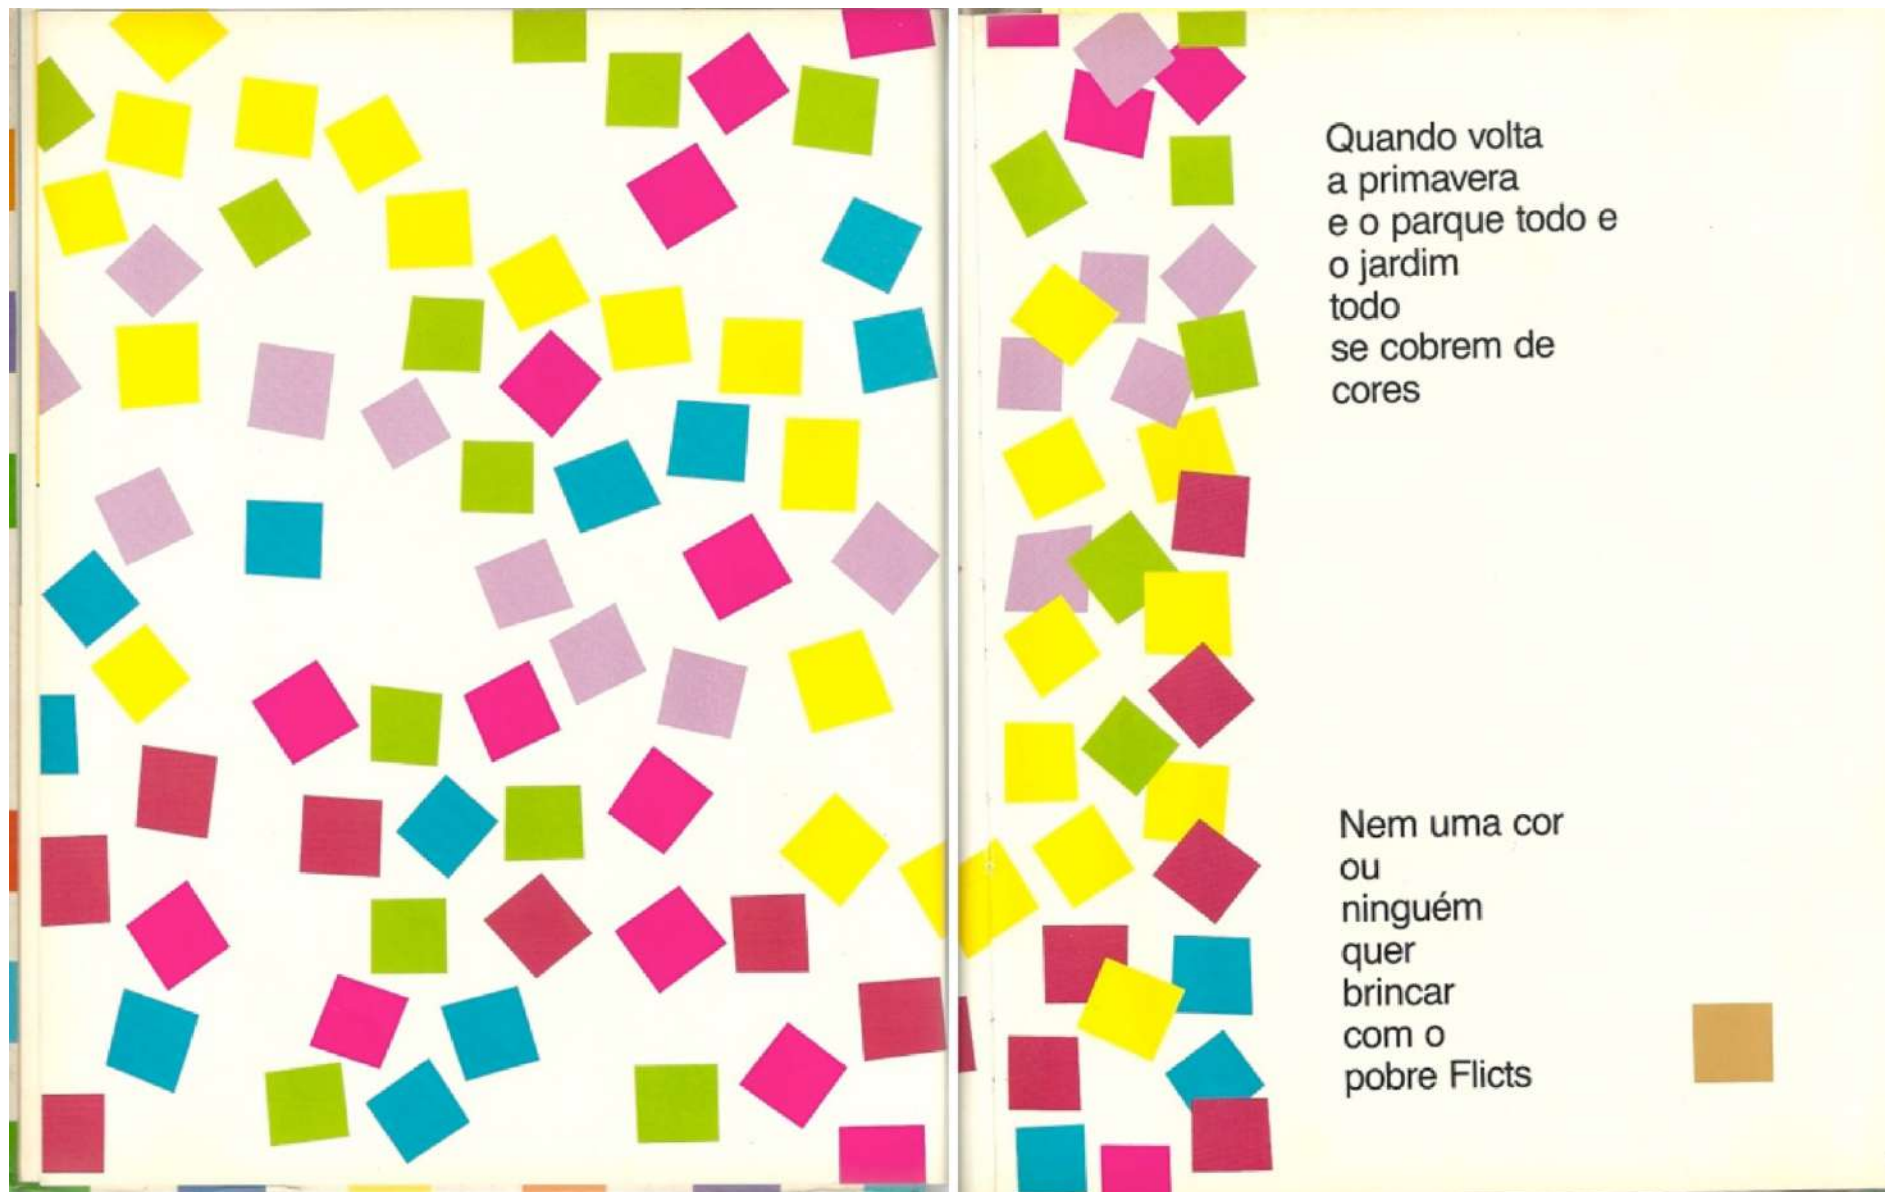 Quando volta
a primavera
e o parque todo e
o jardim
todo
se cobrem de
cores
Nem uma cor
ou
ninguém
quer
brincar
com o
pobre Flicts